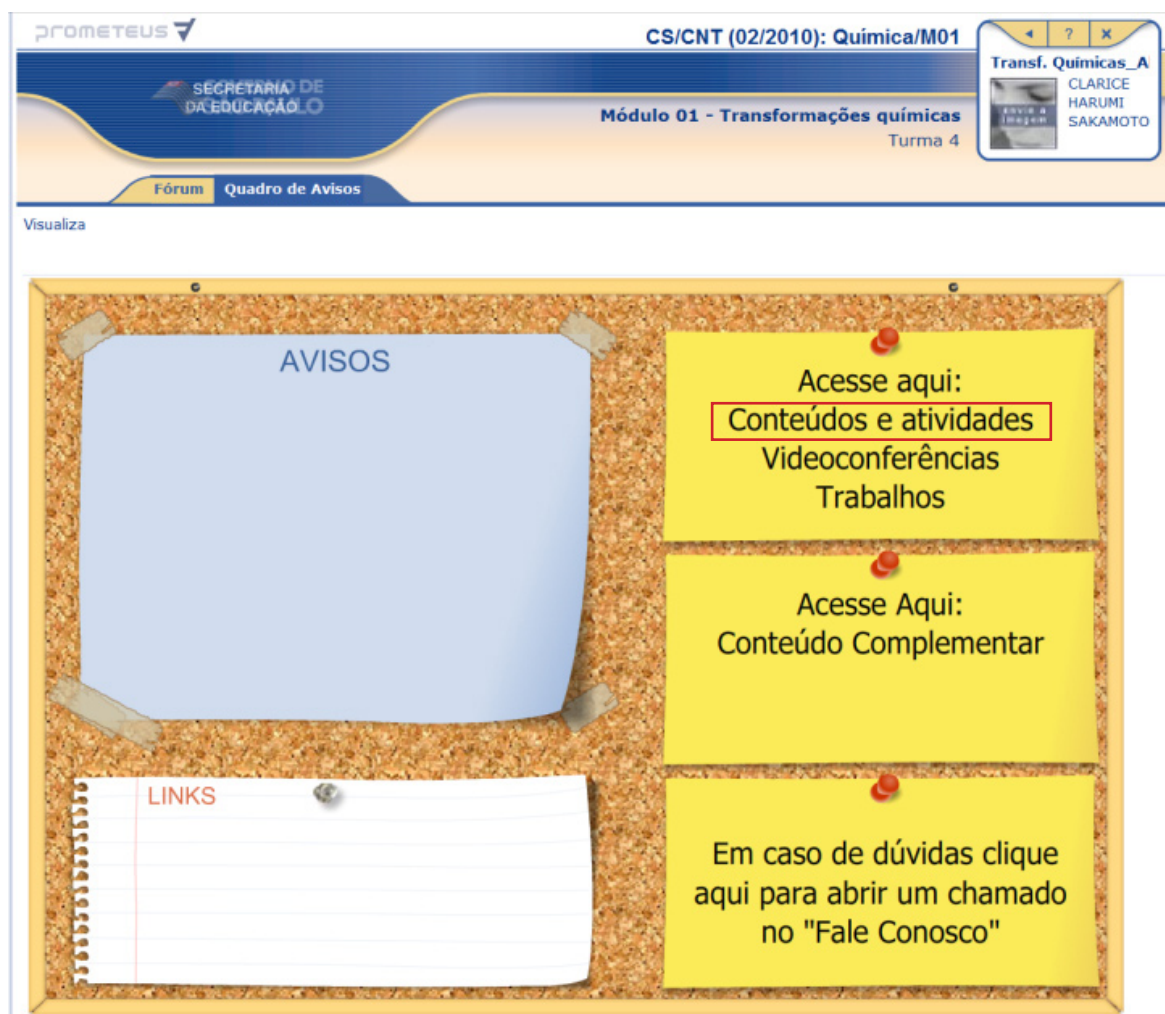 prometeus
CS/CNT (02/2010): Química/M01
? x
Transf. Químicas_A
CLARICE
HARUMI
SAKAMOTO
envie a
imagem
SECRETARIA
DA EDUCAÇÃO
Módulo 01 - Transformações químicas
Turma 4
Fórum Quadro de Avisos
Visualiza
AVISOS
Acesse aqui:
Conteúdos e atividades
Videoconferências
Trabalhos
Acesse Aqui:
Conteúdo Complementar
LINKS
Em caso de dúvidas clique
aqui para abrir um chamado
no "Fale Conosco"